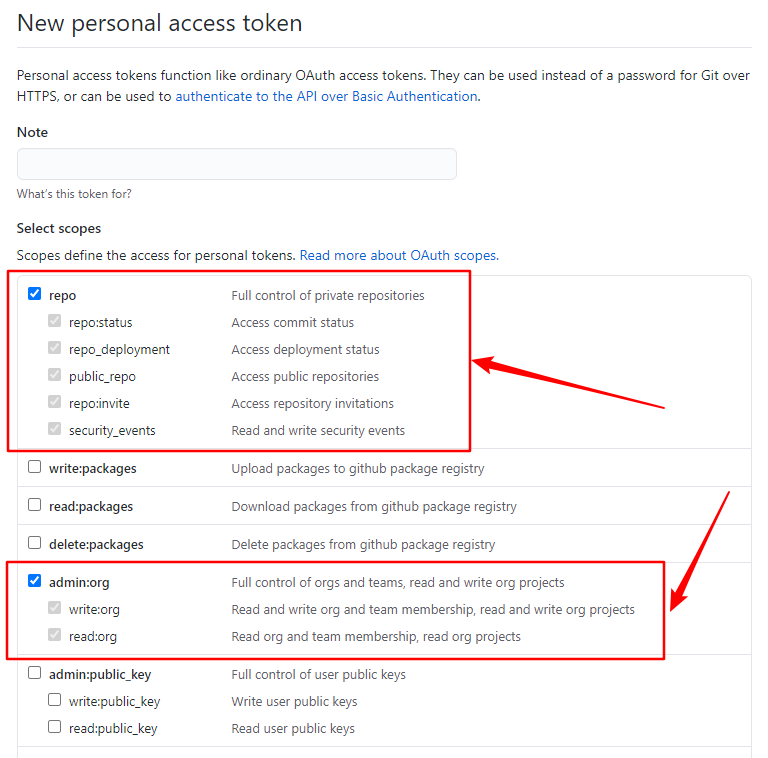 New personal access token
Personal access tokens function like ordinary OAuth access tokens. They can be used instead of a password for Git over
HTTPS, or can be used to authenticate to the API over Basic Authentication.
Note
What's this token for?
Select scopes
Scopes define the access for personal tokens. Read more about OAuth scopes.
repo Full control of private repositories
repo:status Access commit status
repo_deployment Access deployment status
public_repo Access public repositories
repo:invite Access repository invitations
security_events Read and write security events
write:packages Upload packages to github package registry
read:packages Download packages from github package registry
delete:packages Delete packages from github package registry
admin:org Full control of orgs and teams, read and write org projects
write:org Read and write org and team membership, read and write org projects
read:org Read org and team membership, read org projects
admin:public_key Full control of user public keys
write:public_key Write user public keys
read:public_key Read user public keys